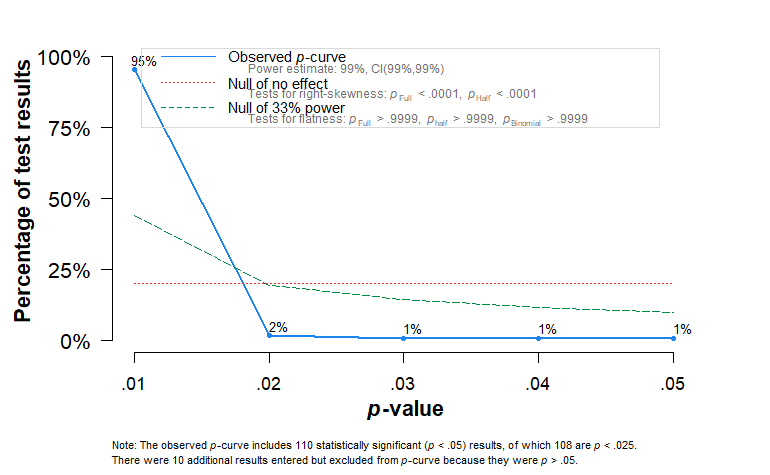 100%
75%
50%
25%
0%
Percentage of test results
95%
2%
1%
1%
1%
Observed p-curve
Power estimate: 99%, CI(99%,99%)
Null of no effect
Tests for right-skewness: pFull < .0001, pHalf < .0001
Null of 33% power
Tests for flatness: pFull > .9999, phalf > .9999, pBinomial > .9999
.01
.02
.03
.04
.05
p-value
Note: The observed p-curve includes 110 statistically significant (p < .05) results, of which 108 are p < .025.
There were 10 additional results entered but excluded from p-curve because they were p > .05.